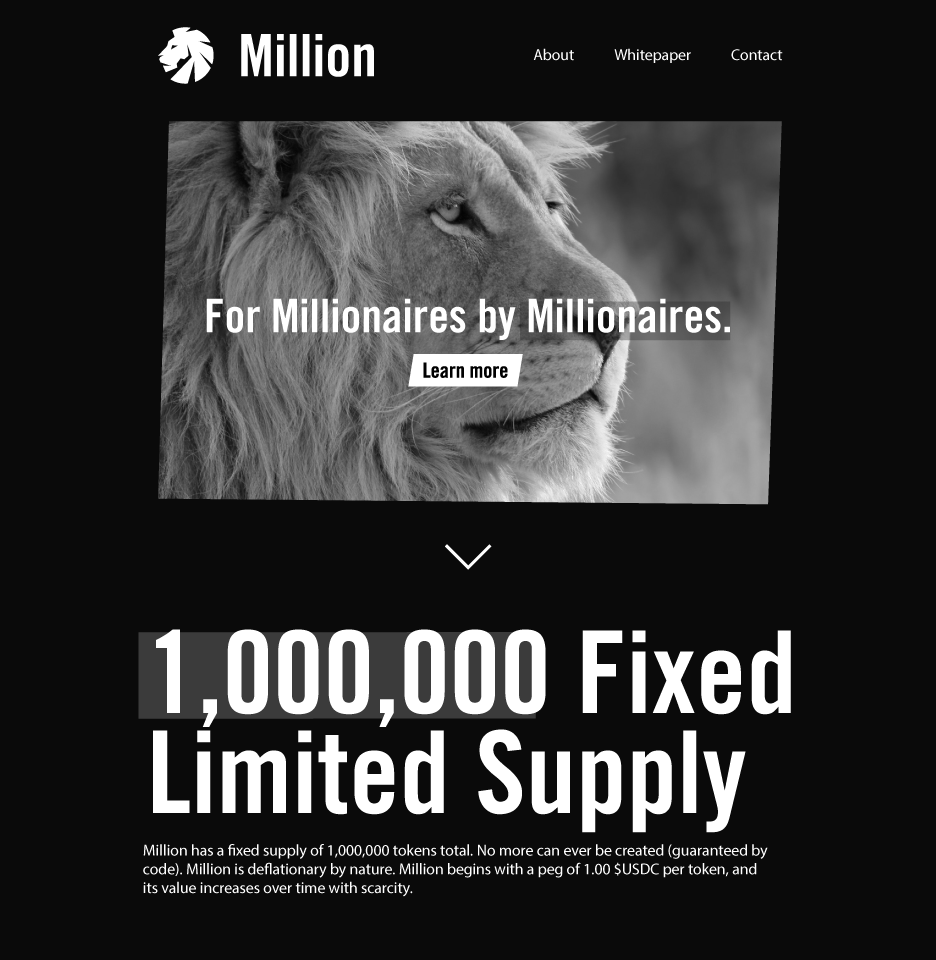 Million
About Whitepaper Contact
For Millionaires by Millionaires.
Learn more
1,000,000 Fixed
Limited Supply
Million has a fixed supply of 1,000,000 tokens total. No more can ever be created (guaranteed by
code). Million is deflationary by nature. Million begins with a peg of 1.00 $USDC per token, and
its value increases over time with scarcity.